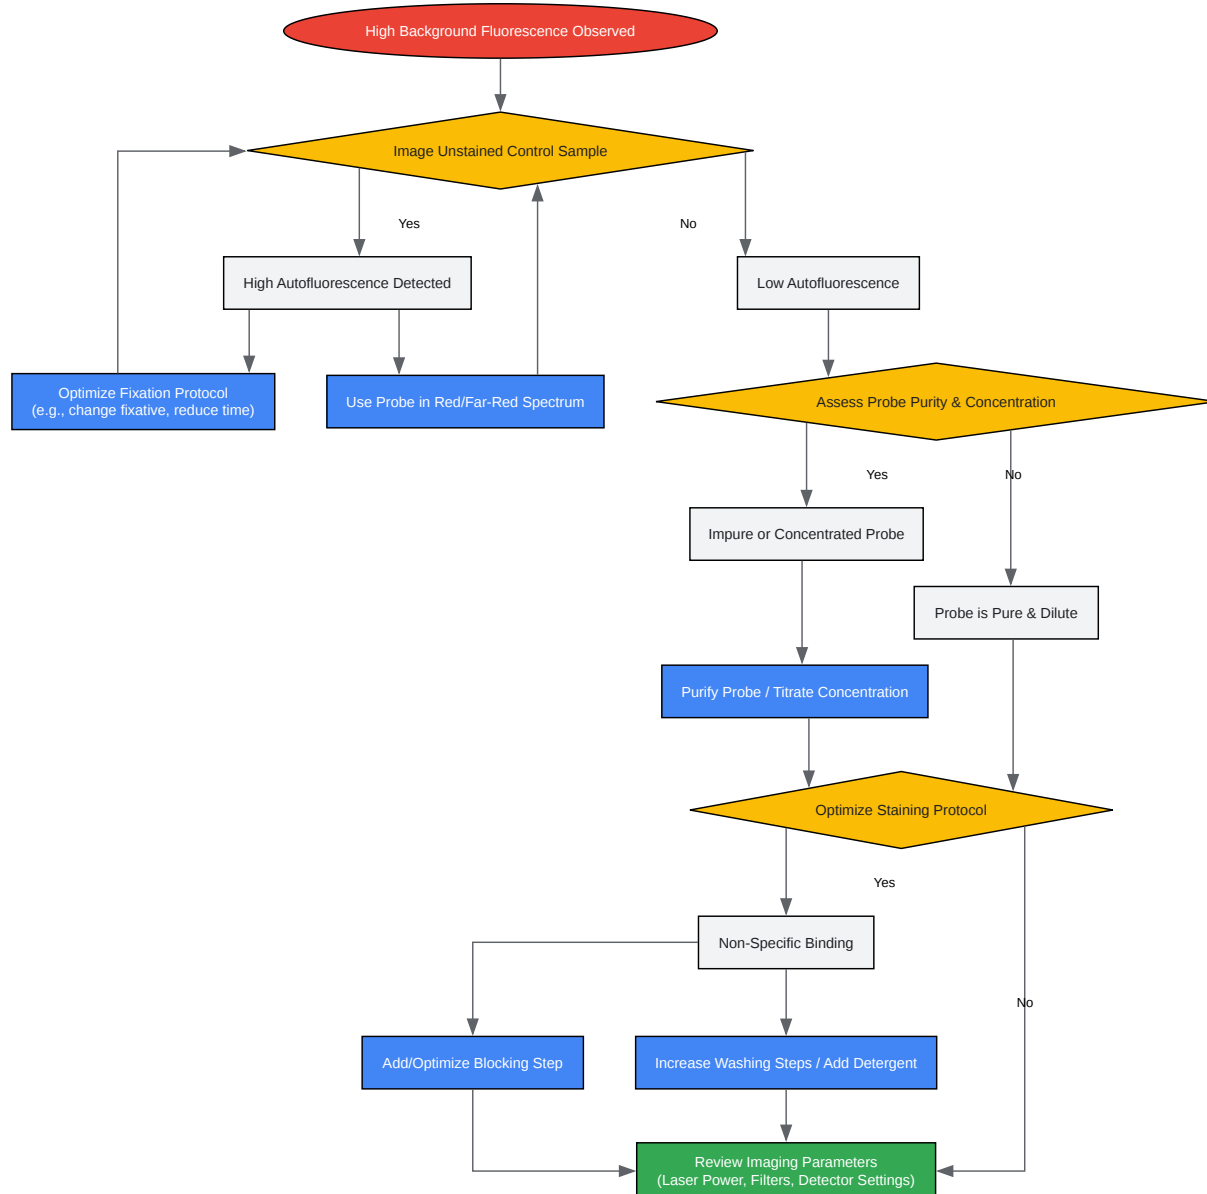 High Background Fluorescence Observed
Image Unstained Control Sample
Yes
No
High Autofluorescence Detected
Low Autofluorescence
Optimize Fixation Protocol
(e.g., change fixative, reduce time)
Use Probe in Red/Far-Red Spectrum
Assess Probe Purity & Concentration
Yes
No
Impure or Concentrated Probe
Probe is Pure & Dilute
Purify Probe / Titrate Concentration
Optimize Staining Protocol
Yes
Non-Specific Binding
No
Add/Optimize Blocking Step
Increase Washing Steps / Add Detergent
Review Imaging Parameters
(Laser Power, Filters, Detector Settings)